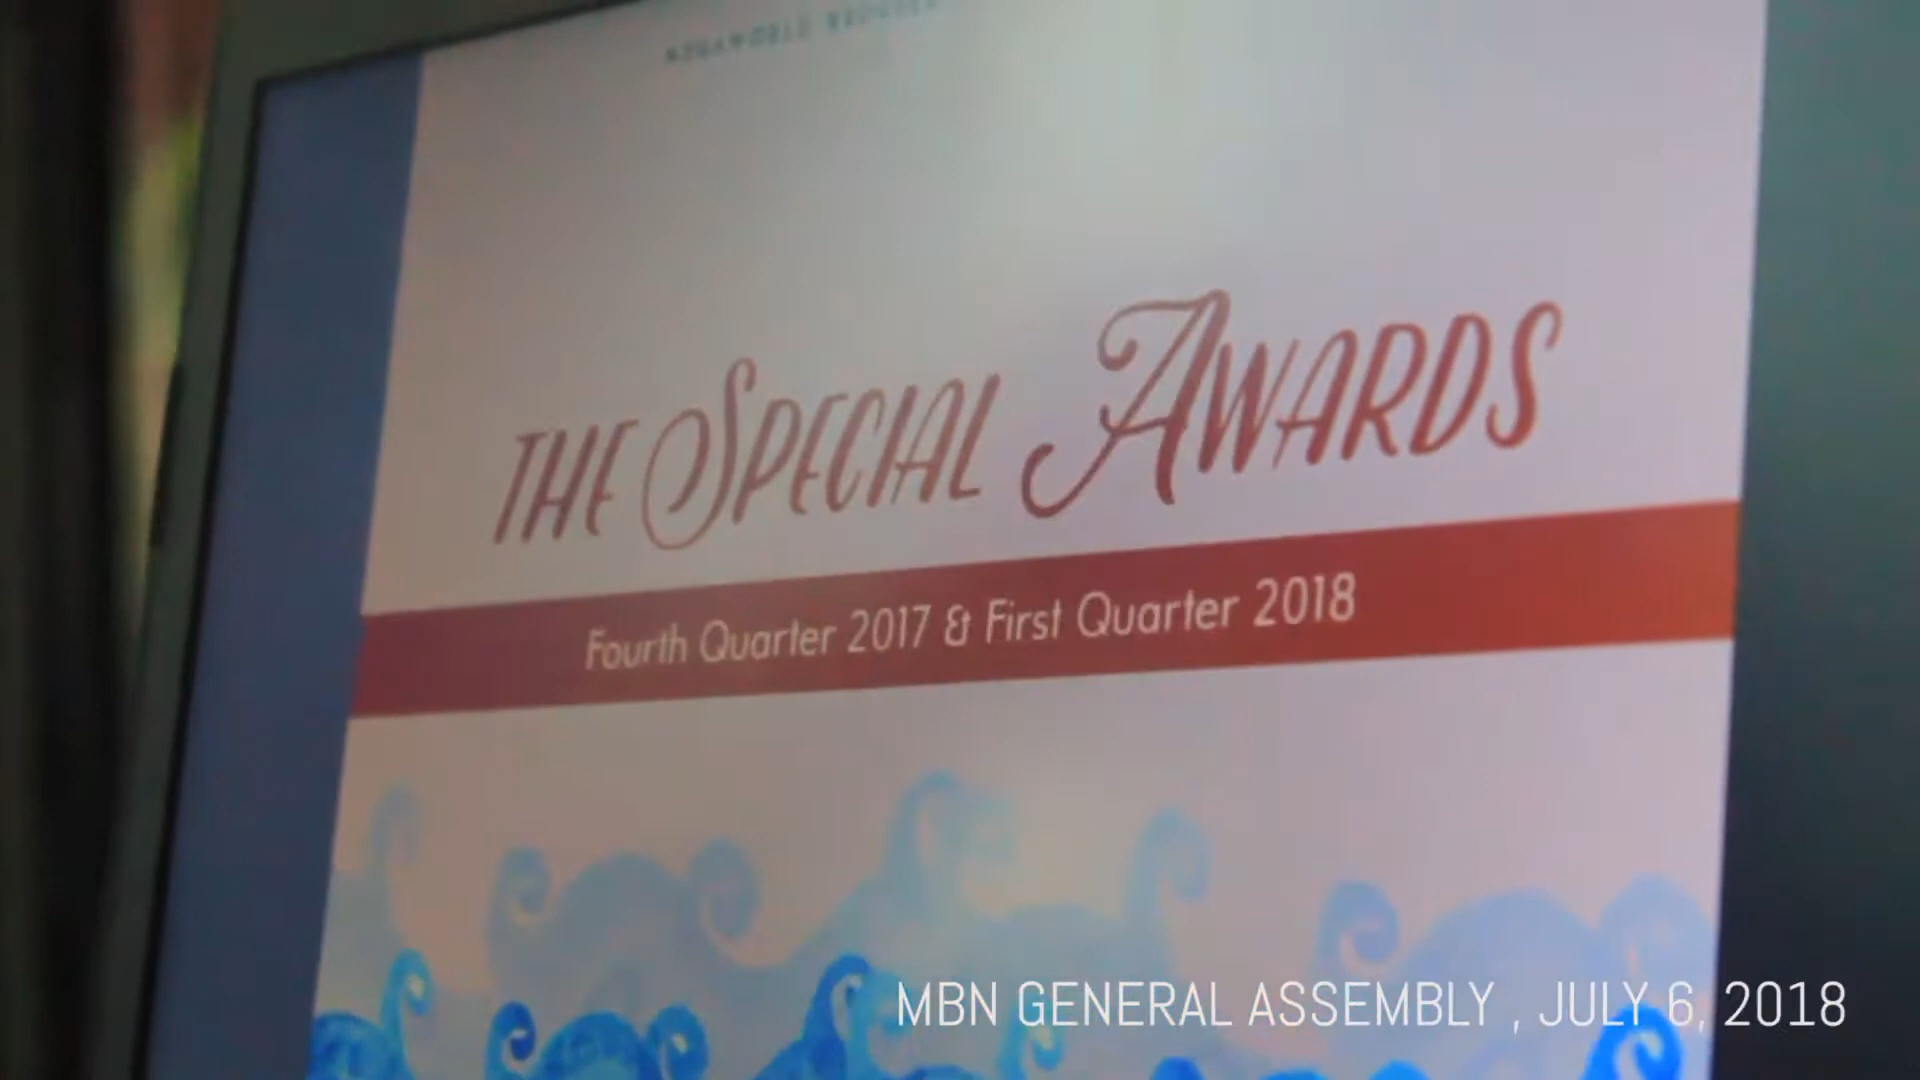 THE SPECIAL AWARDS
Fourth Quarter 2017 & First Quarter 2018
MBN GENERAL ASSEMBLY , JULY 6, 2018